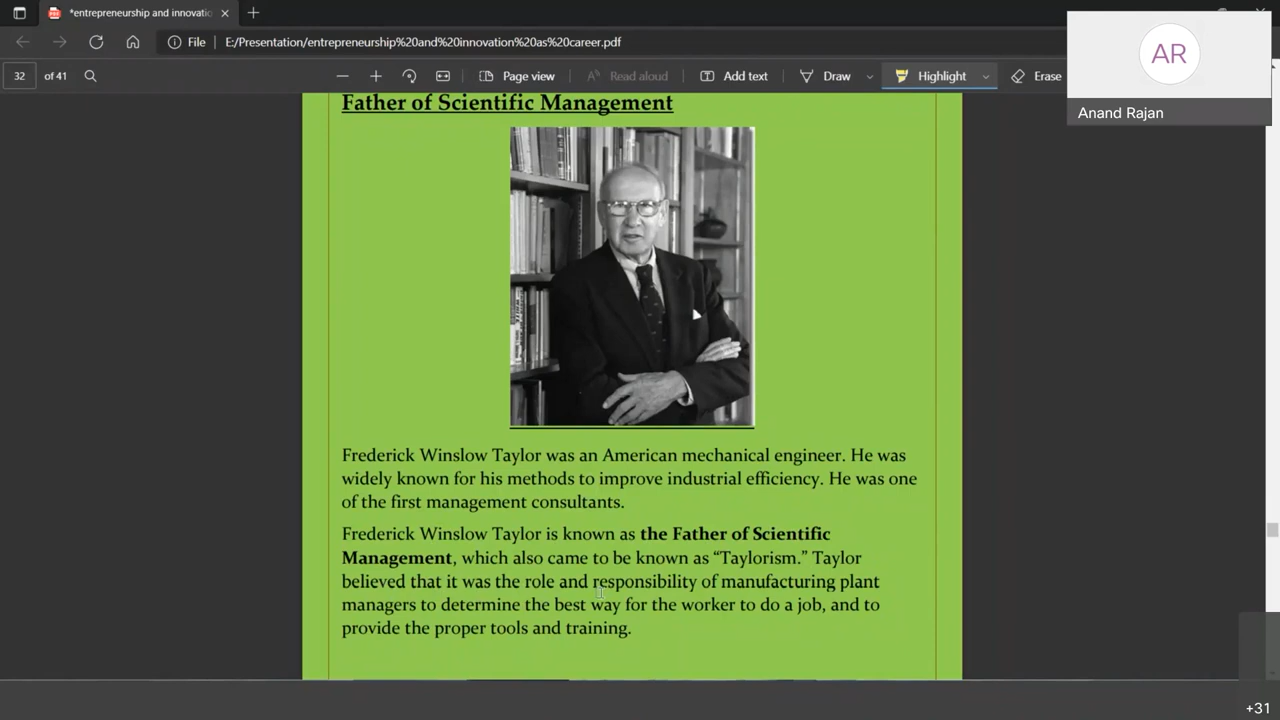 *entrepreneurship and innovatio
File
E:/Presentation/entrepreneurship%20and%20innovation%20as%20career.pdf
32 of 41
Page view
Read aloud
Add text
Draw
Highlight
Erase
AR
Anand Rajan
Father of Scientific Management
Frederick Winslow Taylor was an American mechanical engineer. He was
widely known for his methods to improve industrial efficiency. He was one
of the first management consultants.
Frederick Winslow Taylor is known as the Father of Scientific
Management, which also came to be known as “Taylorism.” Taylor
believed that it was the role and responsibility of manufacturing plant
managers to determine the best way for the worker to do a job, and to
provide the proper tools and training.
+31